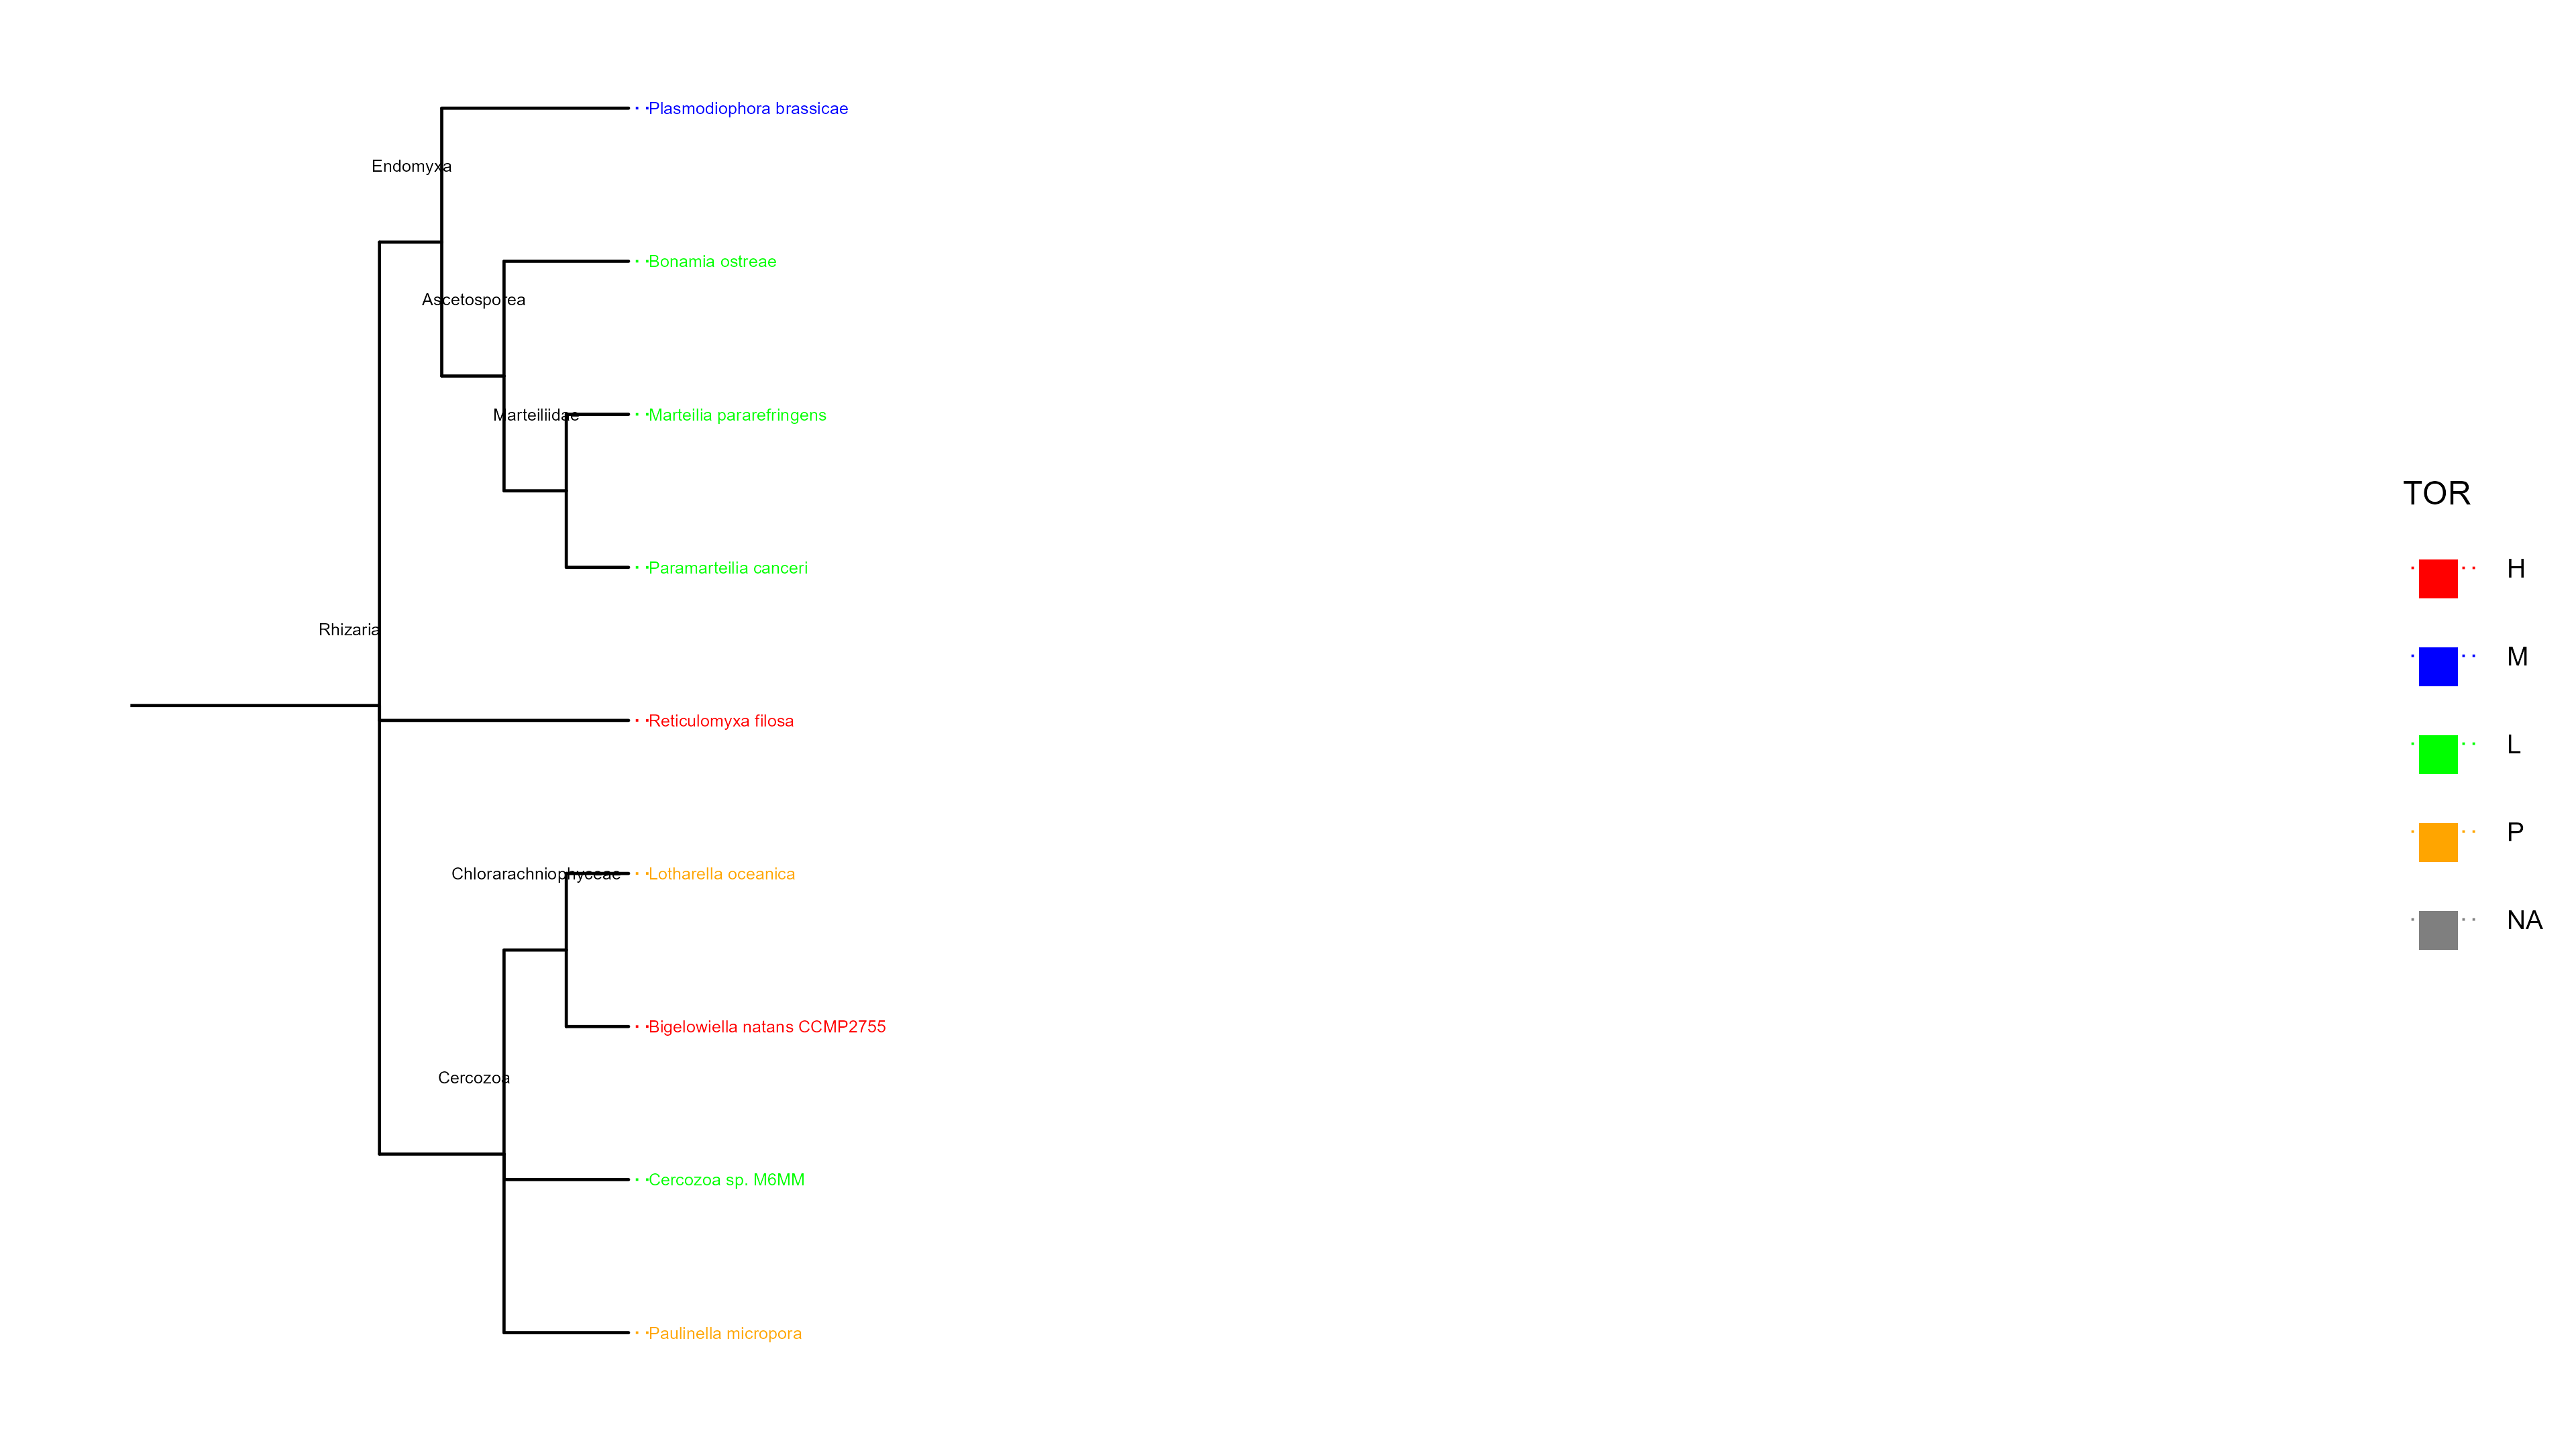 Plasmodiophora brassicae
Endomyxa
Bonamia ostreae
Ascetosporea
Marteiliidae
Marteilia pararefringens
Paramarteilia canceri
Rhizaria
Reticulomyxa filosa
Chlorarachniophyceae
Lotharella oceanica
Bigelowiella natans CCMP2755
Cercozoa
Cercozoa sp. M6MM
Paulinella micropora
TOR
H
M
L
P
NA